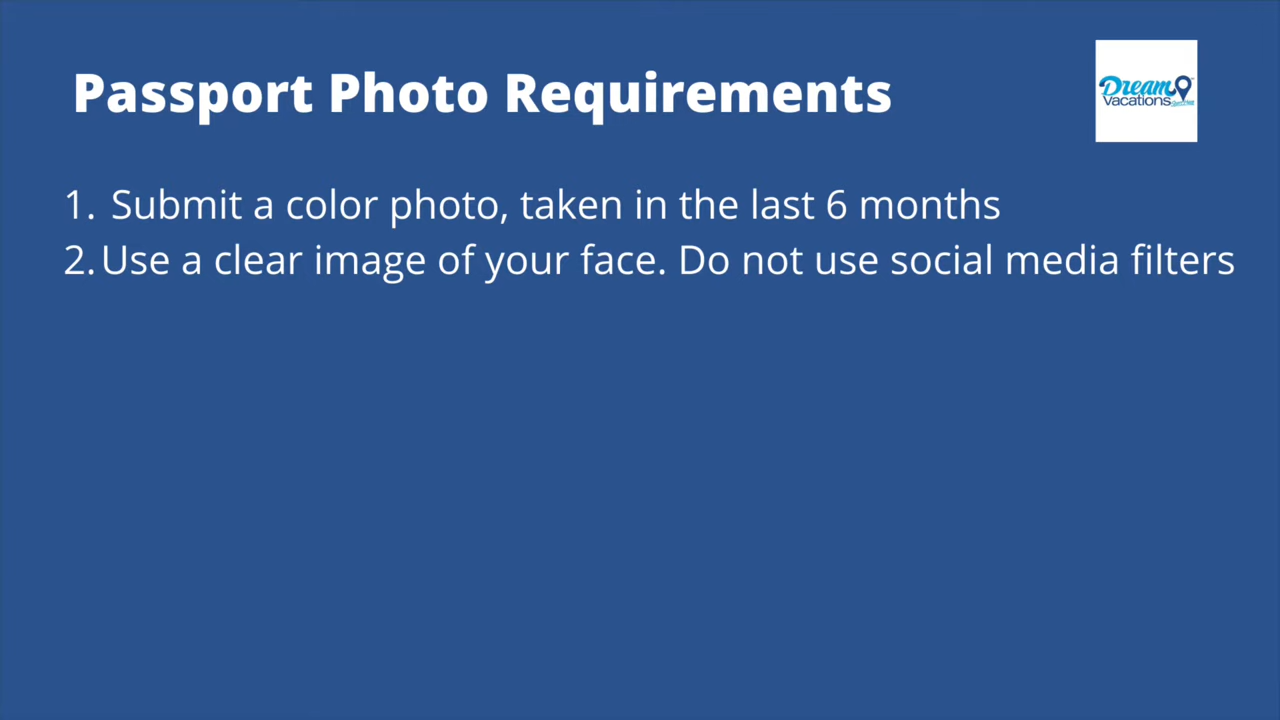 Passport Photo Requirements
Dream
Vacations
1. Submit a color photo, taken in the last 6 months
2. Use a clear image of your face. Do not use social media filters